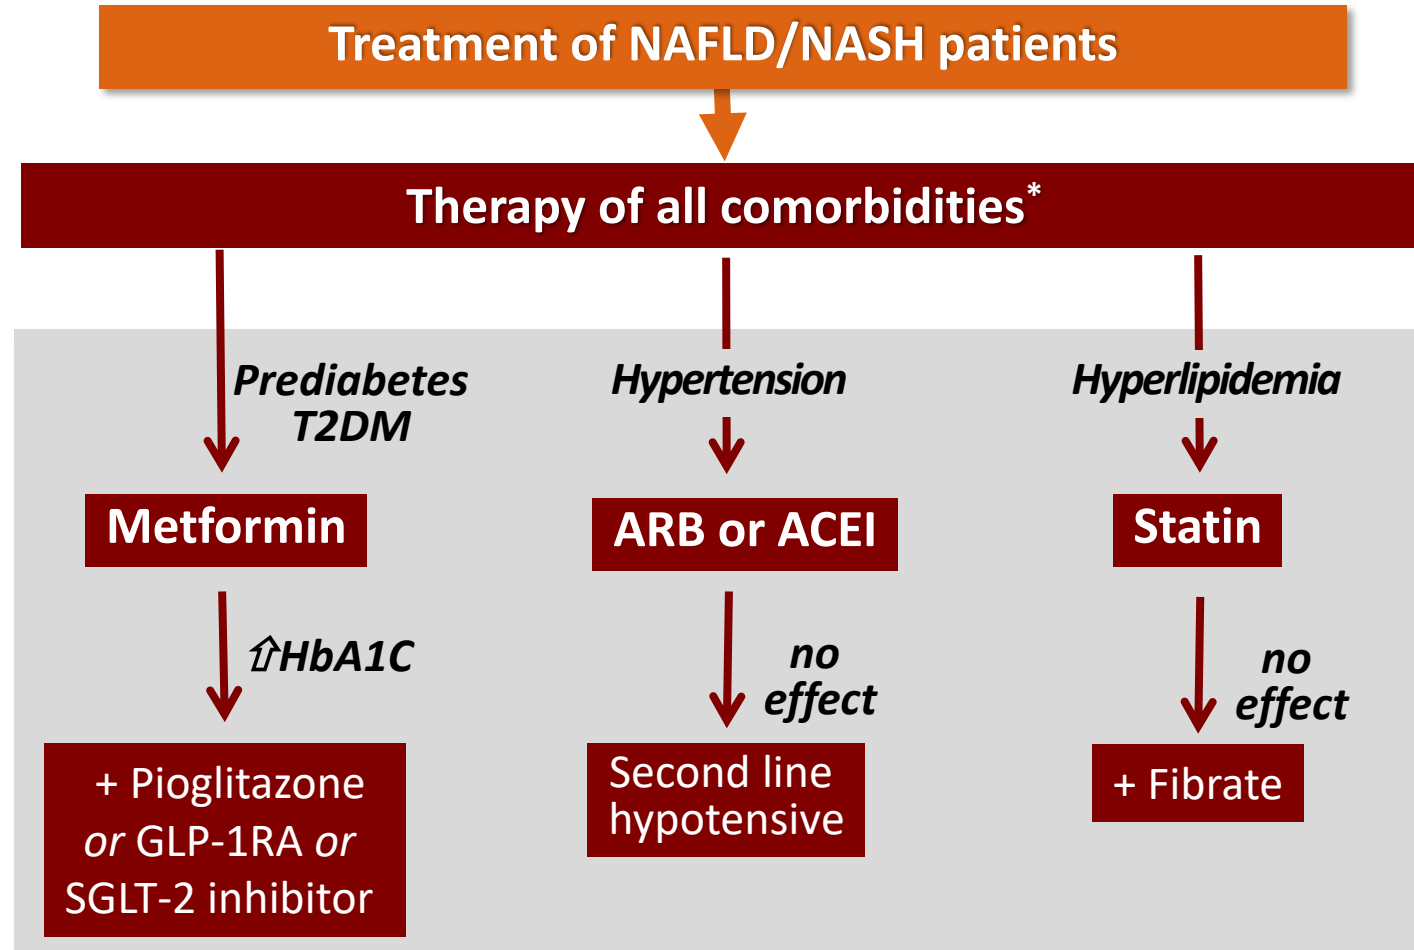 Treatment of NAFLD/NASH patients
Therapy of all comorbidities*
Prediabetes
T2DM
Metformin
⇧HbA1C
+ Pioglitazone
or GLP-1RA or
SGLT-2 inhibitor
Hypertension
ARB or ACEI
no
effect
Second line
hypotensive
Hyperlipidemia
Statin
no
effect
+ Fibrate